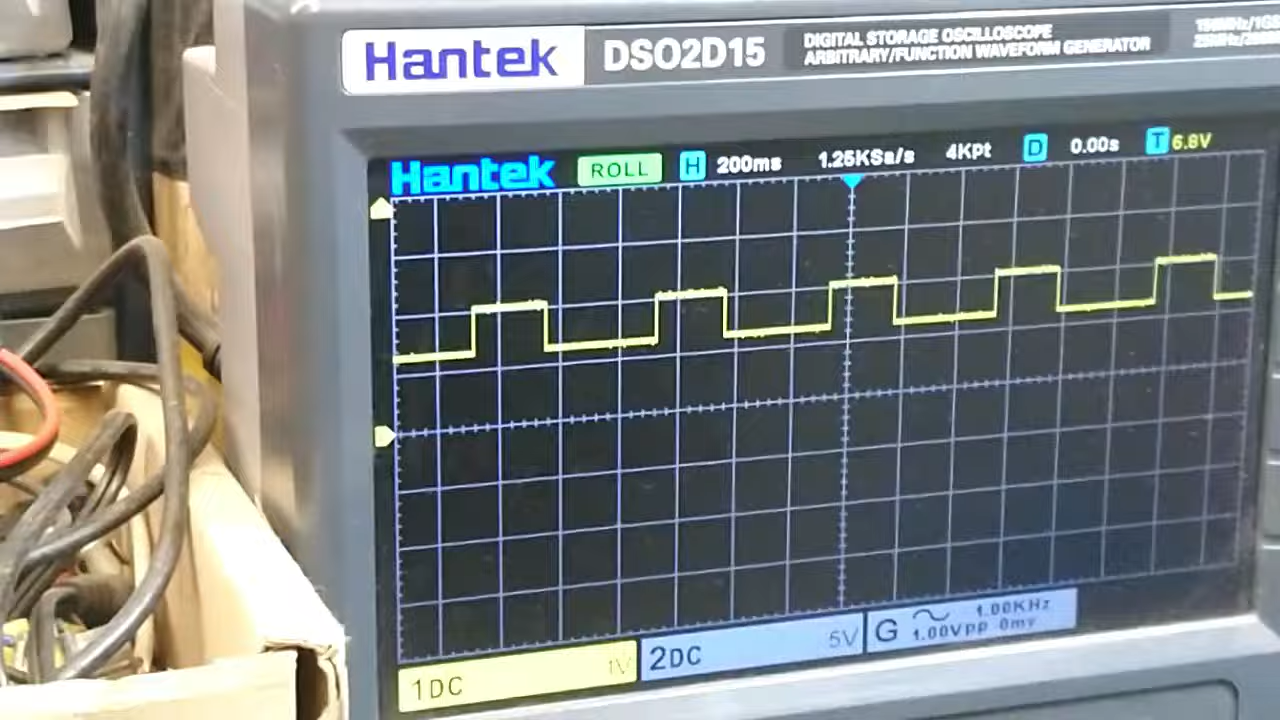 Hantek DSO2D15 DIGITAL STORAGE OSCILLOSCOPE
ARBITRARY/FUNCTION WAVEFORM GENERATOR
Hantek ROLL H 200ms 1.25KSa/s 4Kpt D 0.00s T 6.8V
1DC 1V 2DC 5V G 1.00KHz
1.00Vpp 0mv